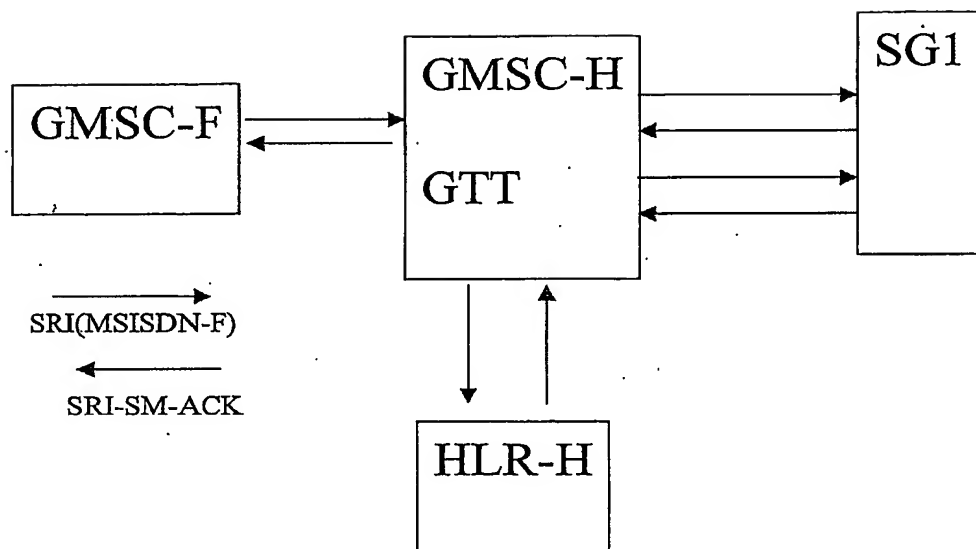 GMSC-F
GMSC-H
GTT
SG1
SRI(MSISDN-F)
SRI-SM-ACK
HLR-H